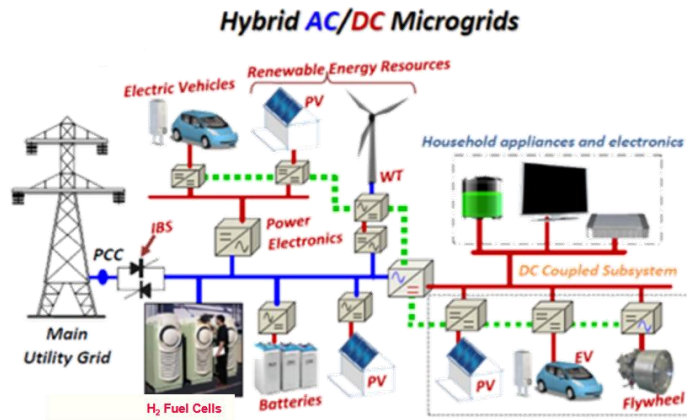 Hybrid AC/DC Microgrids
Renewable Energy Resources
Electric Vehicles
PV
Household appliances and electronics
WT
IBS
Power
Electronics
PCC
DC Coupled Subsystem
Main
Utility Grid
H₂ Fuel Cells
Batteries
PV
PV
EV
Flywheel